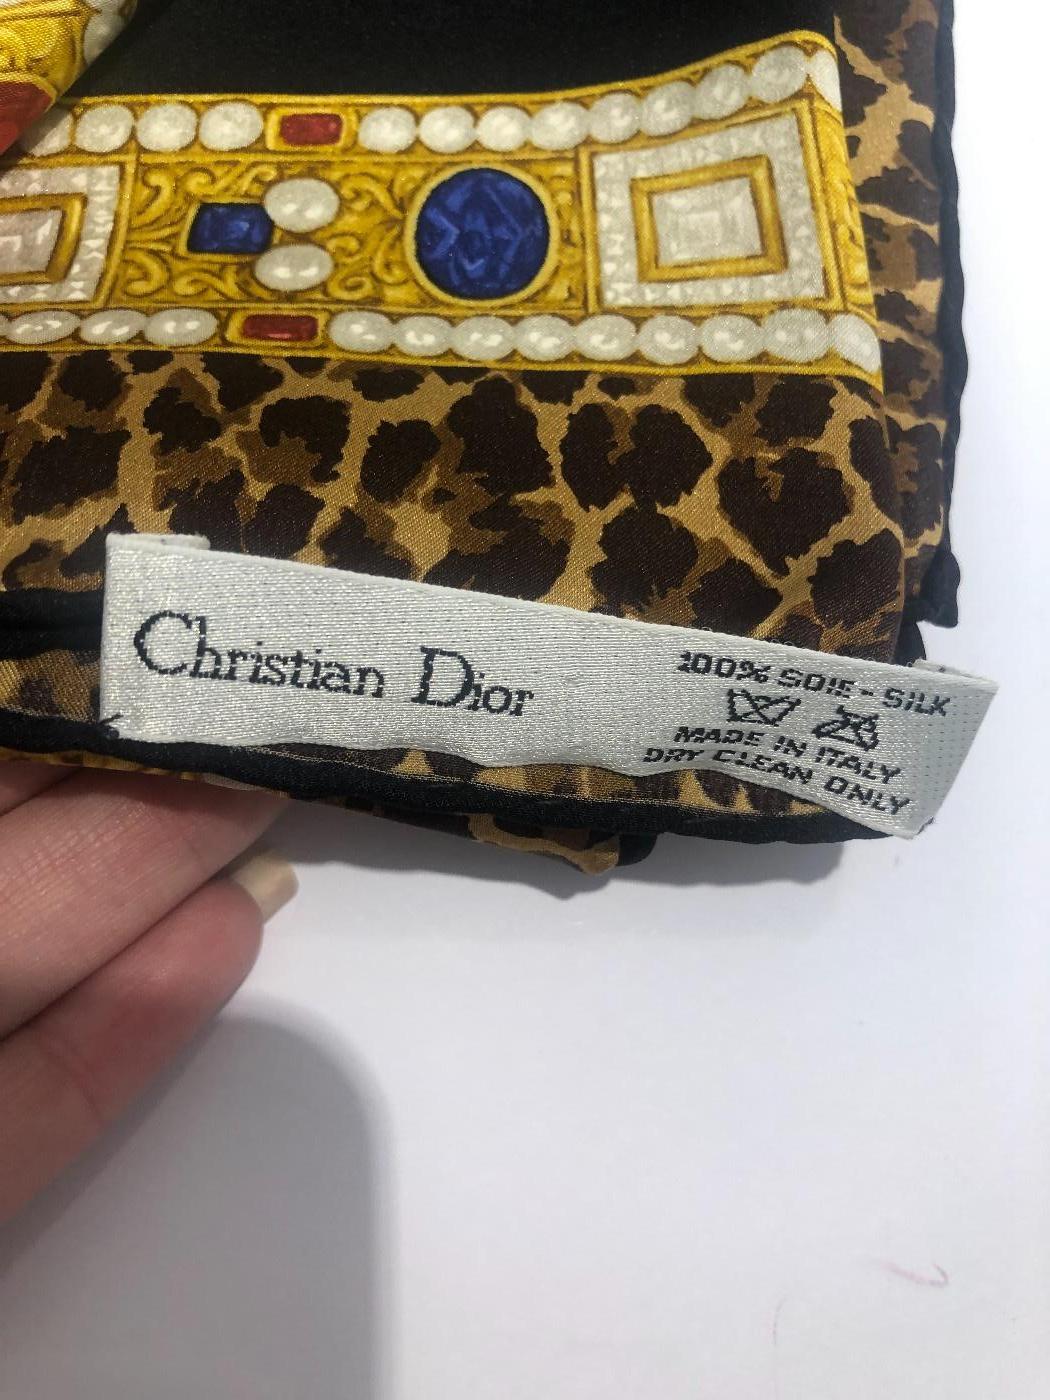 Christian Dior
100% SOIE - SILK
MADE IN ITALY
DRY CLEAN ONLY